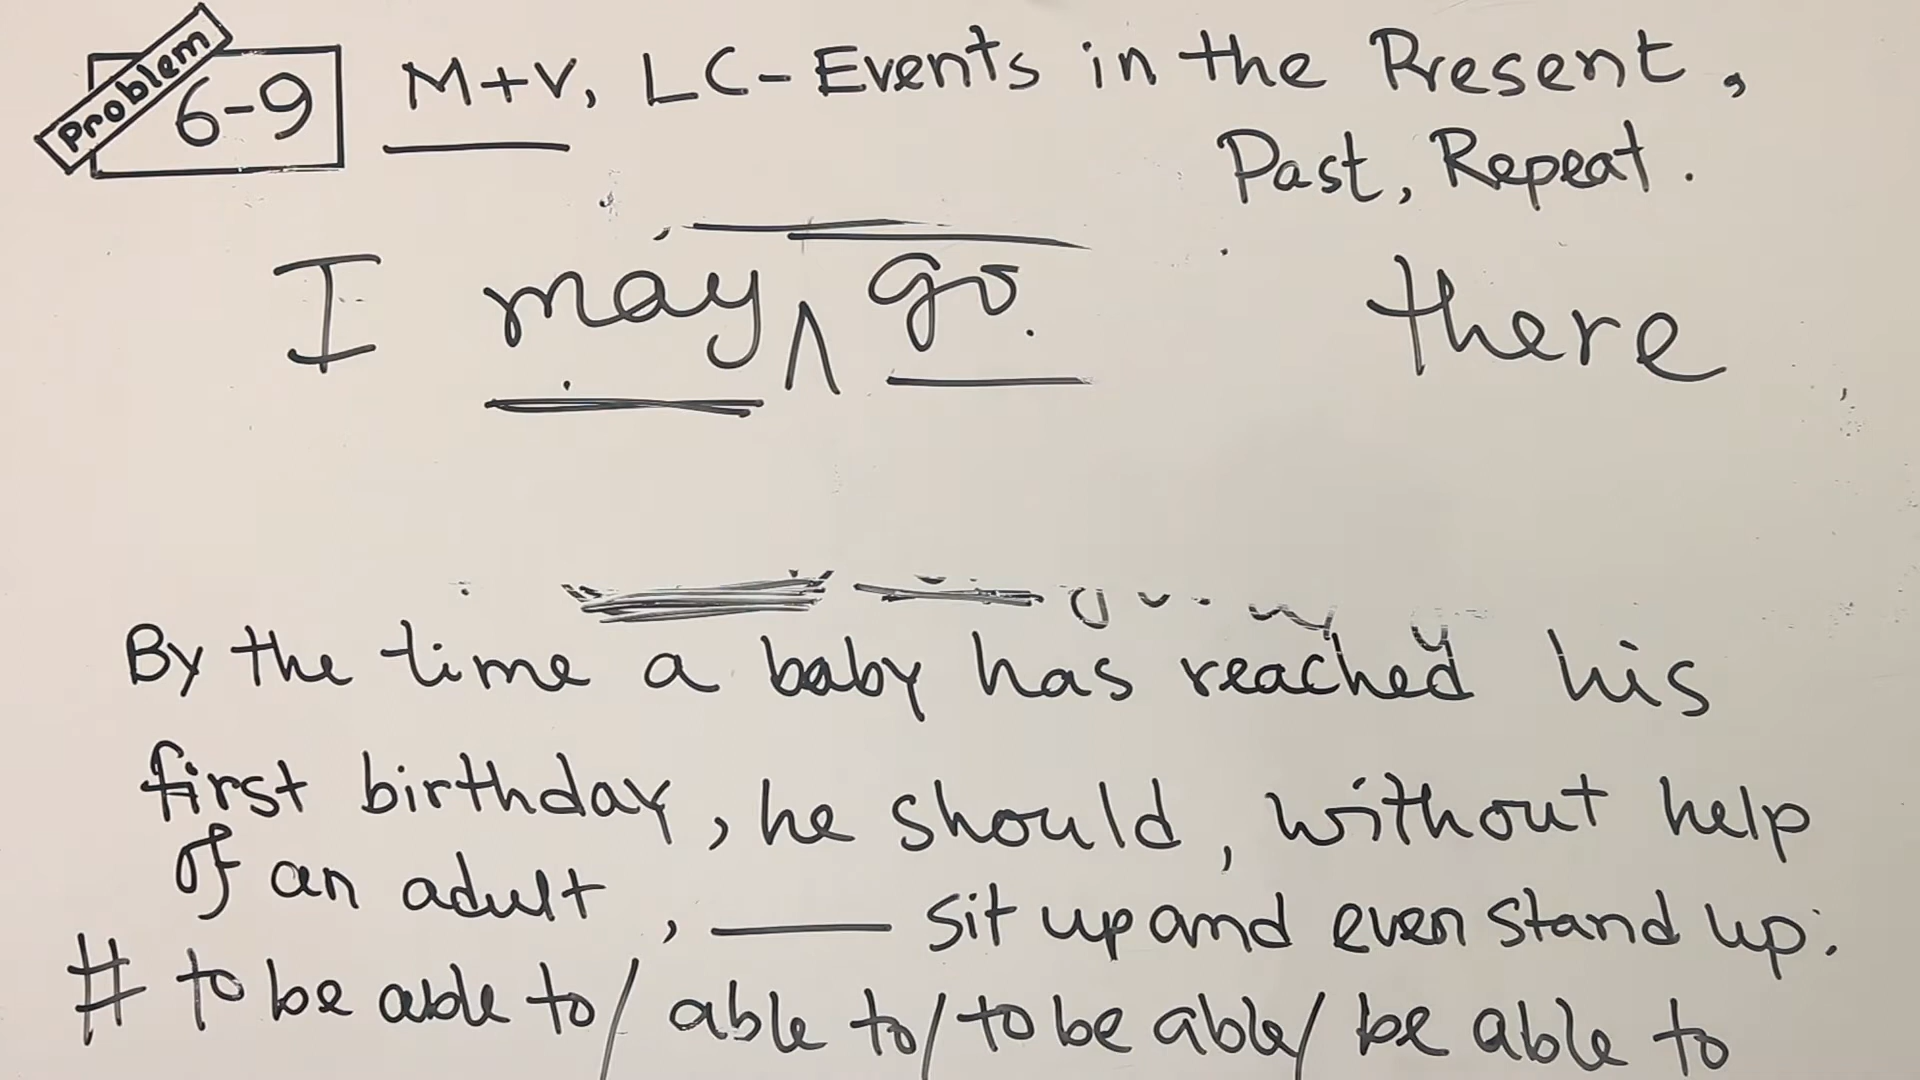 Problem
6-9
M+V, LC-Events in the Present,
Past, Repeat.
I may ∧ go. there
By the time a baby has reached his
first birthday, he should, without help
of an adult, ____ sit up and even stand up.
# to be able to/ able to/ to be able/ be able to